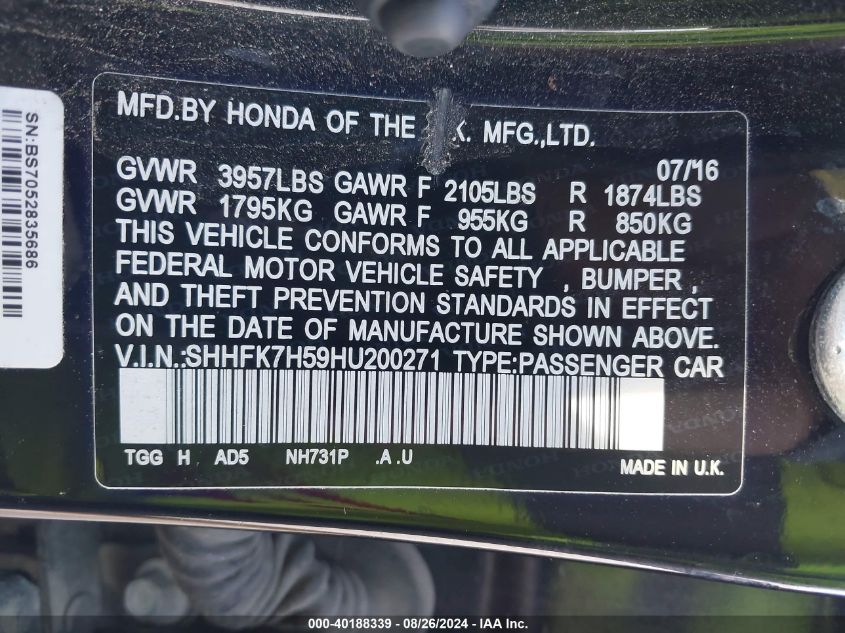 SN:BS7052835686
MFD.BY HONDA OF THE K. MFG.,LTD.
07/16
GVWR 3957LBS GAWR F 2105LBS R 1874LBS
GVWR 1795KG GAWR F 955KG R 850KG
THIS VEHICLE CONFORMS TO ALL APPLICABLE
FEDERAL MOTOR VEHICLE SAFETY , BUMPER ,
AND THEFT PREVENTION STANDARDS IN EFFECT
ON THE DATE OF MANUFACTURE SHOWN ABOVE.
V.I.N.:SHHFK7H59HU200271 TYPE:PASSENGER CAR
TGG H AD5 NH731P .A .U
MADE IN U.K.
000-40188339 - 08/26/2024 - IAA Inc.